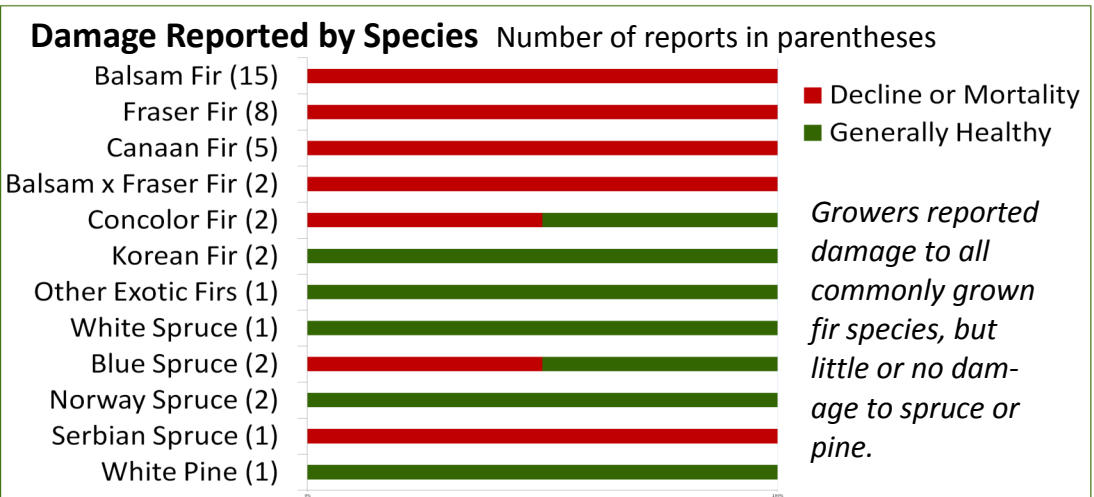 Damage Reported by Species Number of reports in parentheses
Balsam Fir (15)
Fraser Fir (8)
Canaan Fir (5)
Balsam x Fraser Fir (2)
Concolor Fir (2)
Korean Fir (2)
Other Exotic Firs (1)
White Spruce (1)
Blue Spruce (2)
Norway Spruce (2)
Serbian Spruce (1)
White Pine (1)
0% 100%
Decline or Mortality
Generally Healthy
Growers reported
damage to all
commonly grown
fir species, but
little or no dam-
age to spruce or
pine.